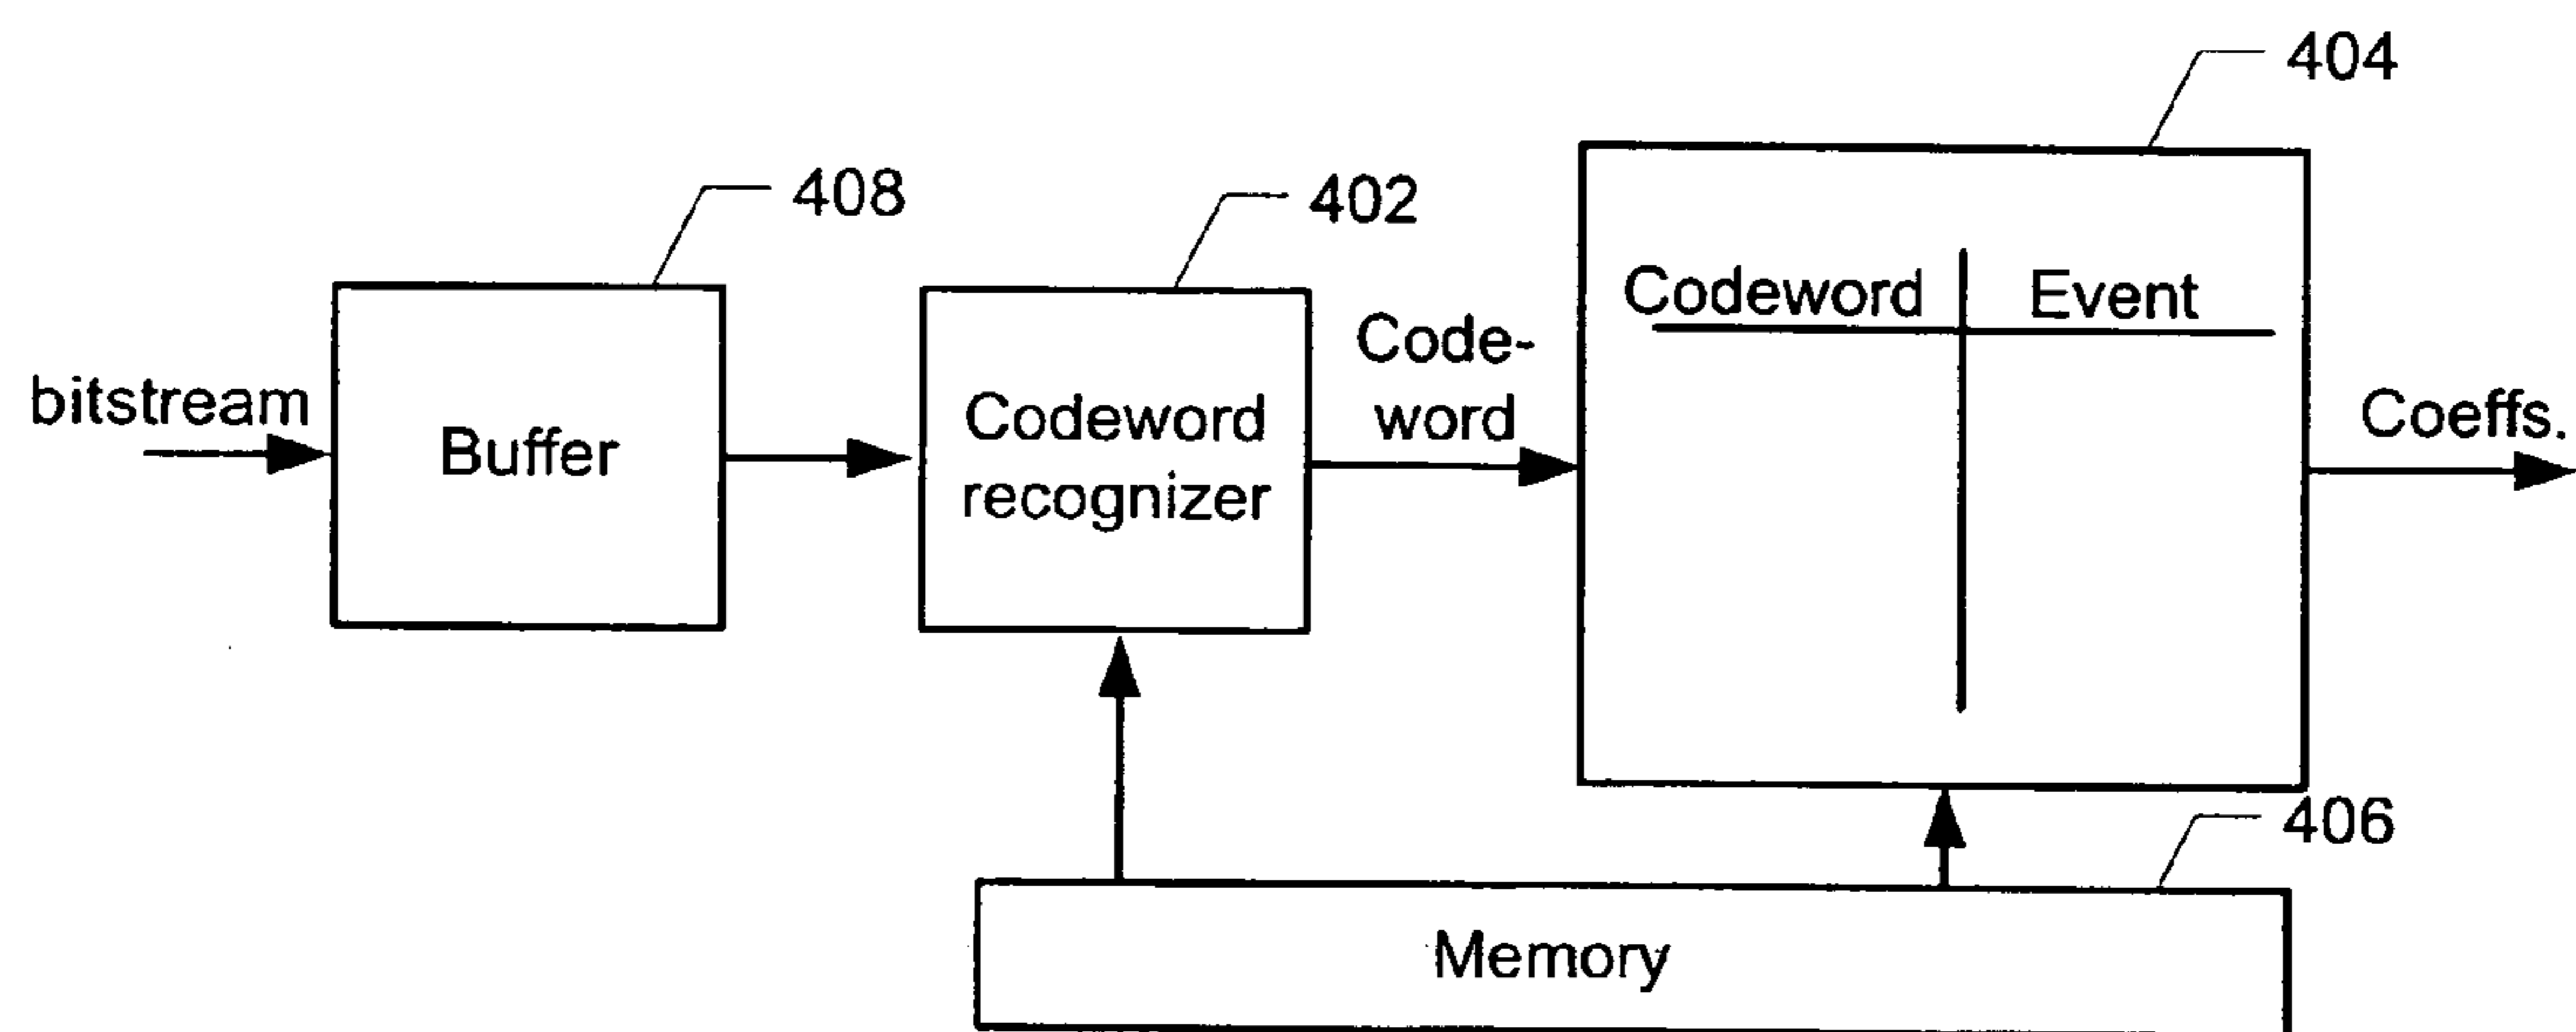 404
408
402
Codeword
Event
Code-
word
bitstream
Buffer
Codeword
recognizer
Coeffs.
406
Memory